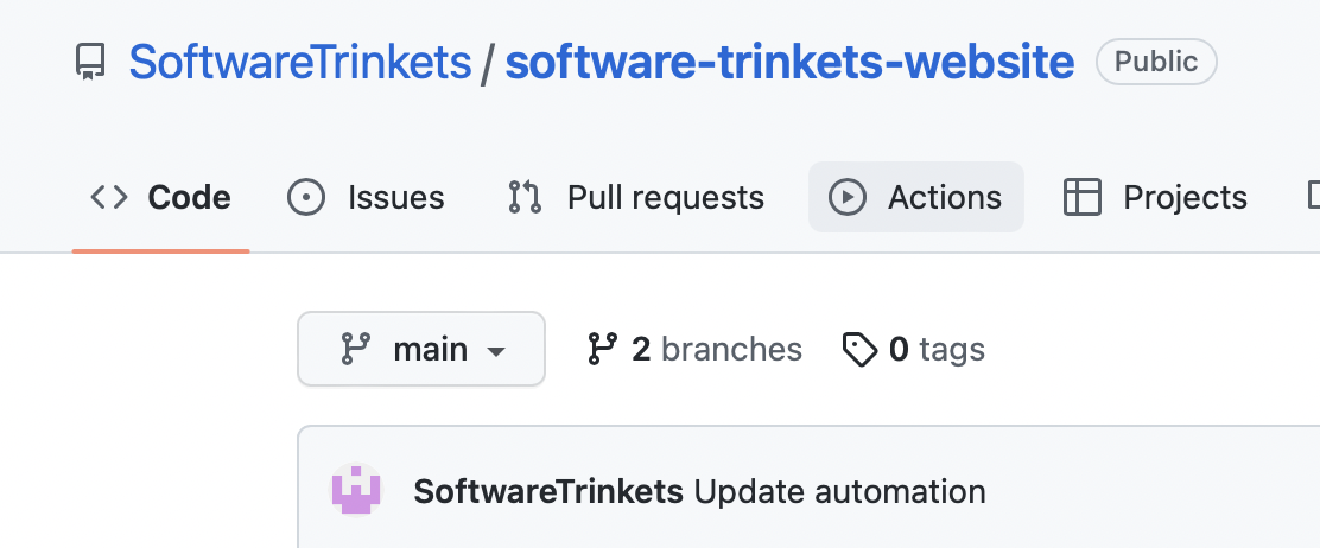 SoftwareTrinkets / software-trinkets-website Public
Code Issues Pull requests Actions Projects
main 2 branches 0 tags
SoftwareTrinkets Update automation